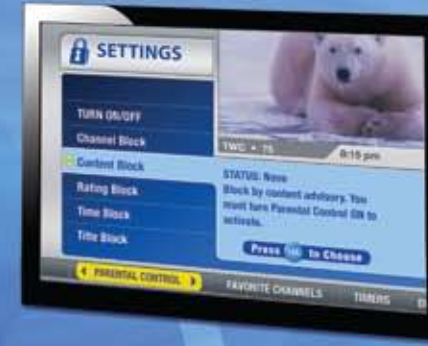 SETTINGS
TURN ON/OFF
Channel Block
Content Block
Rating Block
Time Block
Title Block
TWC • 75
8:15 pm
STATUS: None
Block by content advisory. You
must turn Parental Control ON to
activate.
Press to Choose
PARENTAL CONTROL
FAVORITE CHANNELS
TIMERS